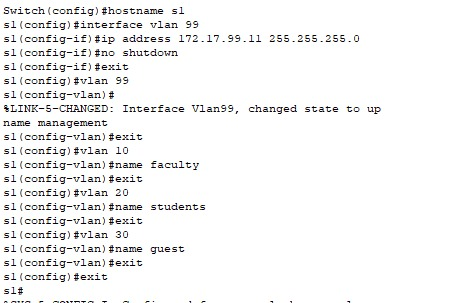 Switch(config)#hostname s1
s1(config)#interface vlan 99
s1(config-if)#ip address 172.17.99.11 255.255.255.0
s1(config-if)#no shutdown
s1(config-if)#exit
s1(config)#vlan 99
s1(config-vlan)#
%LINK-5-CHANGED: Interface Vlan99, changed state to up
name management
s1(config-vlan)#exit
s1(config)#vlan 10
s1(config-vlan)#name faculty
s1(config-vlan)#exit
s1(config)#vlan 20
s1(config-vlan)#name students
s1(config-vlan)#exit
s1(config)#vlan 30
s1(config-vlan)#name guest
s1(config-vlan)#exit
s1(config)#exit
s1#